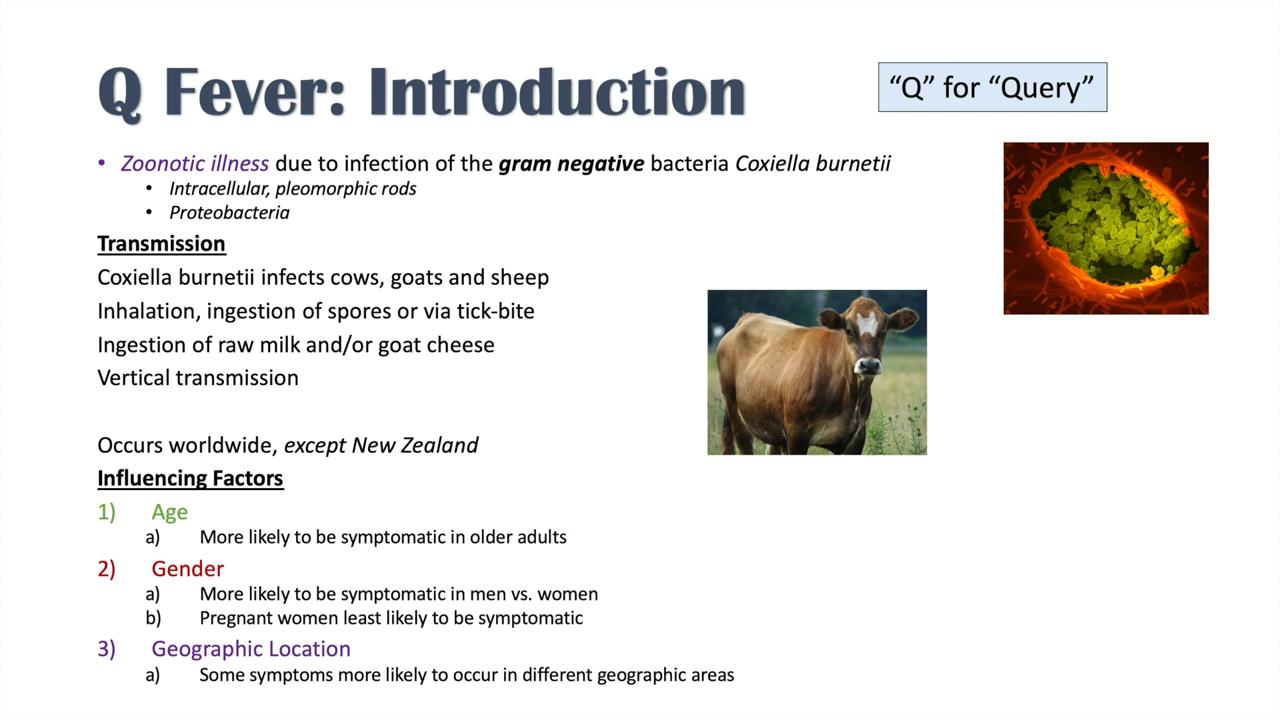 Q Fever: Introduction
“Q” for “Query”
• Zoonotic illness due to infection of the gram negative bacteria Coxiella burnetii
• Intracellular, pleomorphic rods
• Proteobacteria
Transmission
Coxiella burnetii infects cows, goats and sheep
Inhalation, ingestion of spores or via tick-bite
Ingestion of raw milk and/or goat cheese
Vertical transmission
Occurs worldwide, except New Zealand
Influencing Factors
1) Age
a) More likely to be symptomatic in older adults
2) Gender
a) More likely to be symptomatic in men vs. women
b) Pregnant women least likely to be symptomatic
3) Geographic Location
a) Some symptoms more likely to occur in different geographic areas